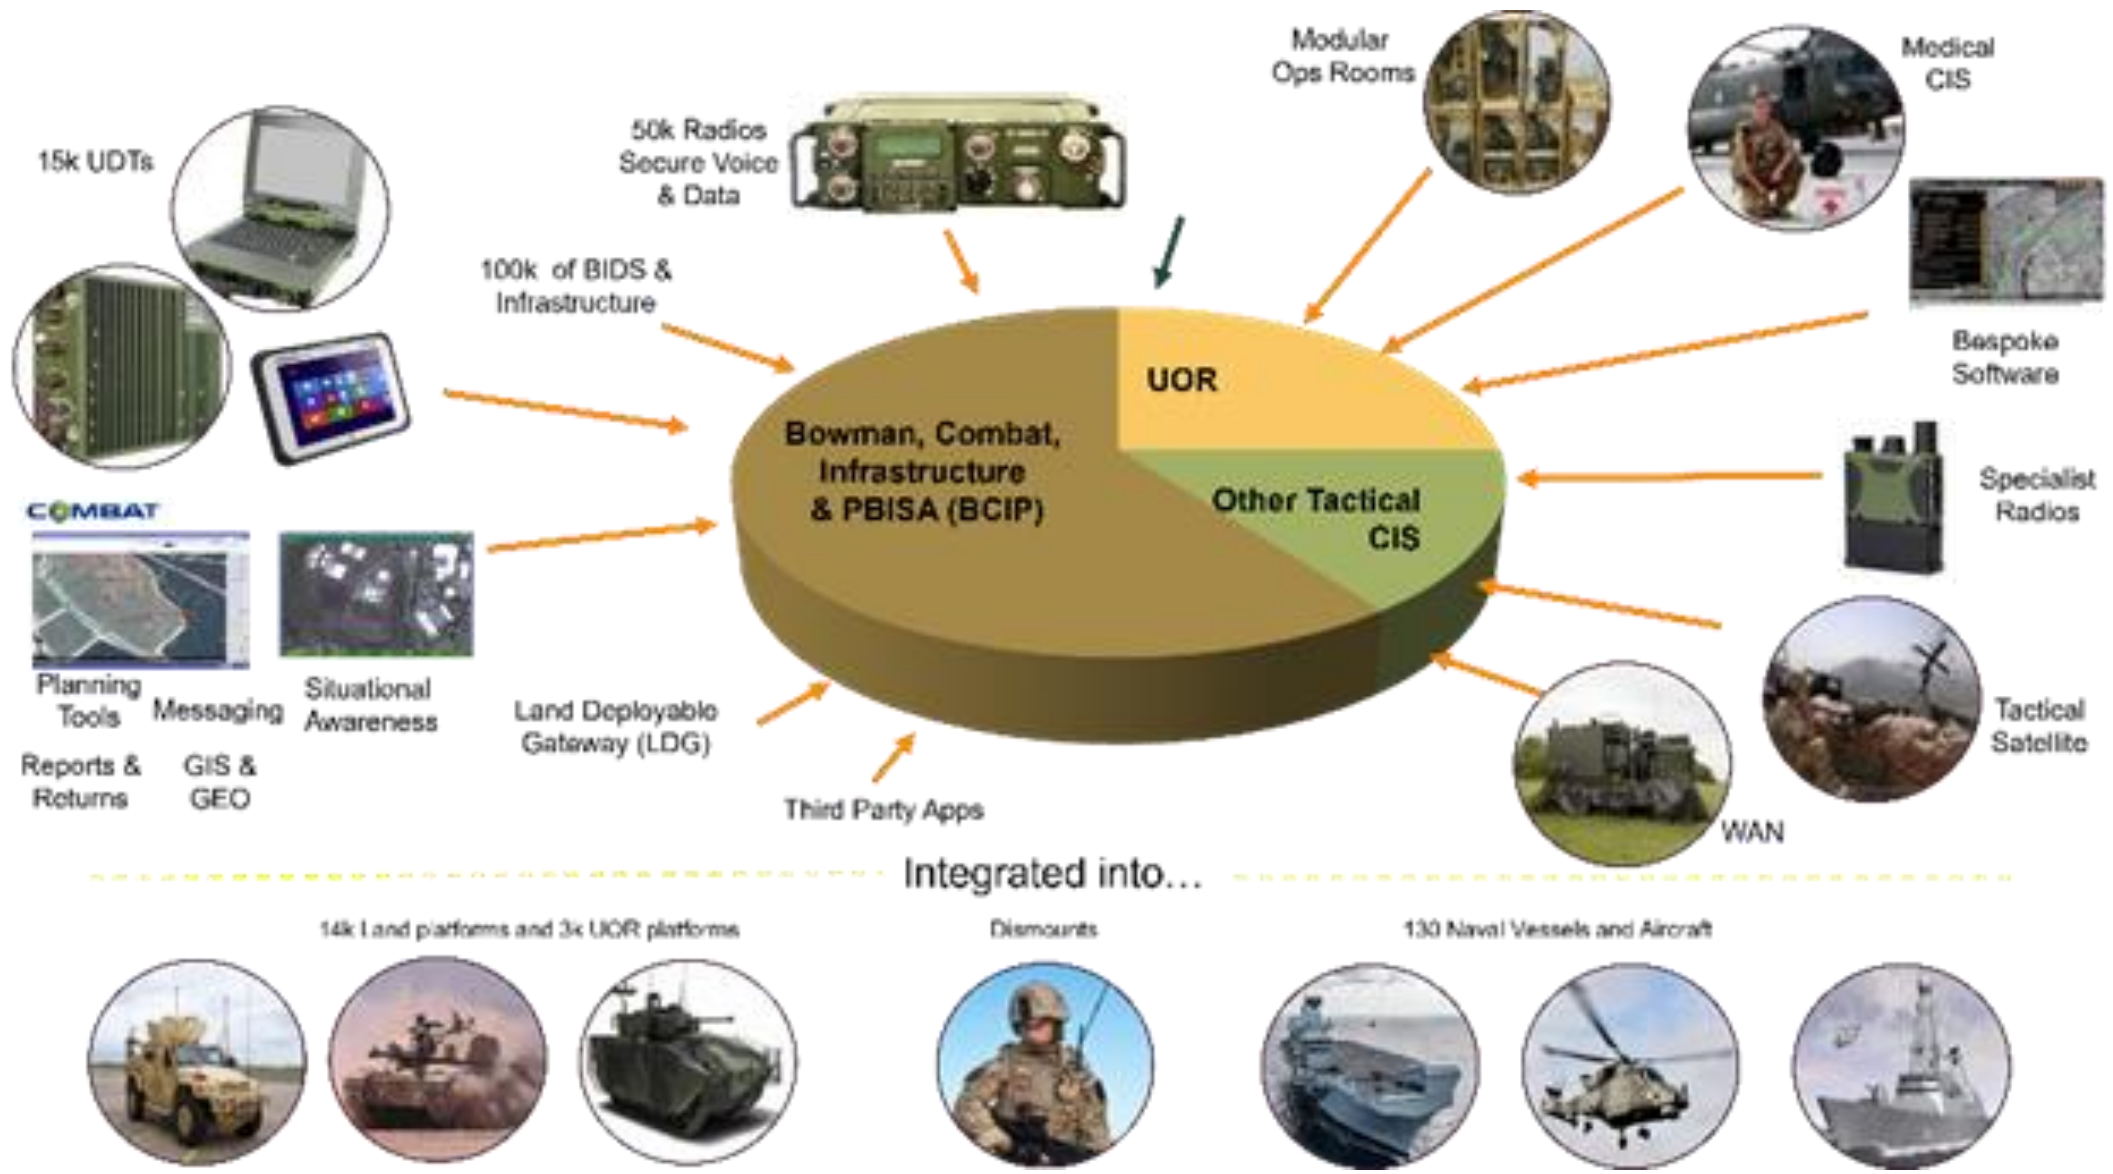 Modular
Ops Rooms
Medical
CIS
50k Radios
Secure Voice
& Data
15k UDTs
100k of BIDS &
Infrastructure
Bespoke
Software
UOR
Bowman, Combat,
Infrastructure
& PBISA (BCIP)
Other Tactical
CIS
Specialist
Radios
COMBAT
Planning
Tools
Messaging
Situational
Awareness
Reports &
Returns
GIS &
GEO
Land Deployable
Gateway (LDG)
Third Party Apps
Tactical
Satellite
WAN
Integrated into...
14k Land platforms and 3k UOR platforms
Dismounts
130 Naval Vessels and Aircraft